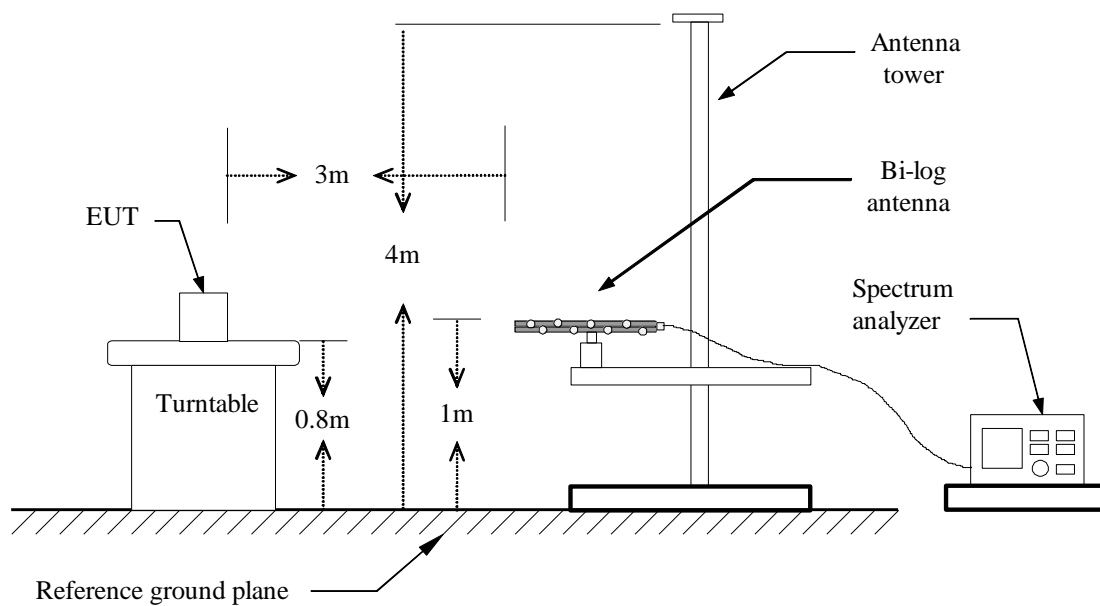 Antenna
tower
3m
Bi-log
antenna
EUT
4m
Spectrum
analyzer
Turntable
0.8m
1m
Reference ground plane